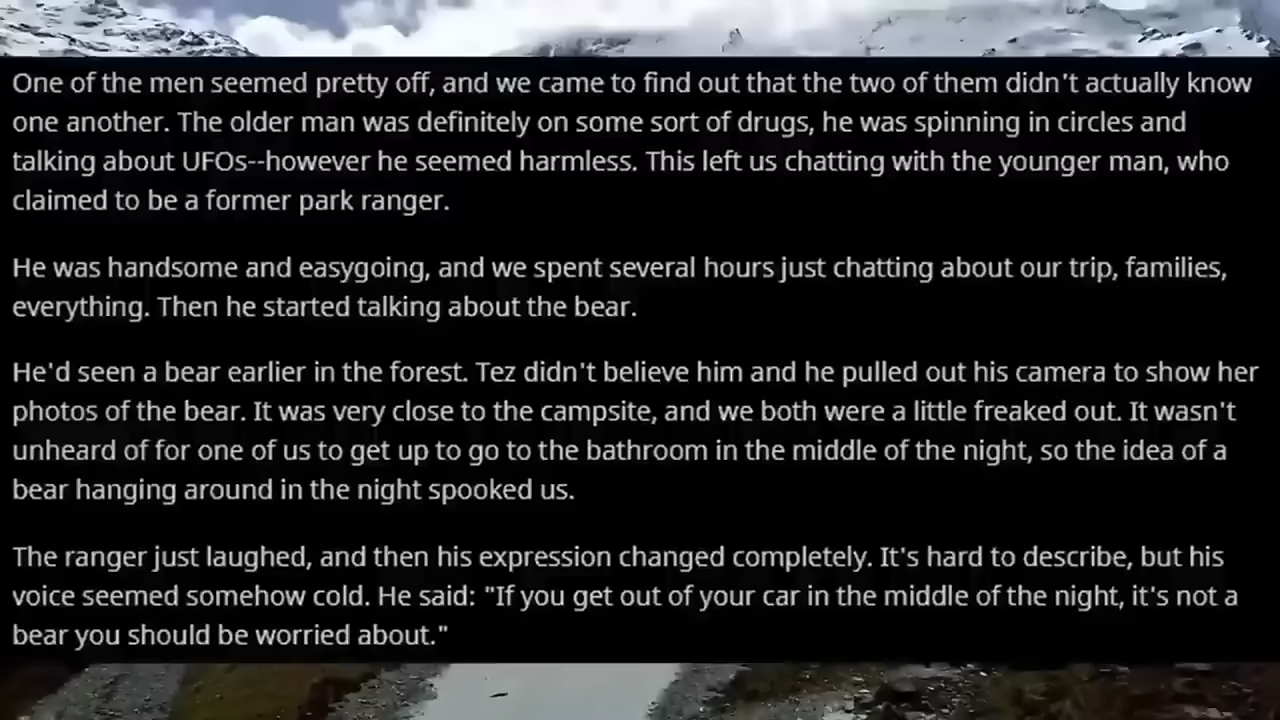 One of the men seemed pretty off, and we came to find out that the two of them didn't actually know
one another. The older man was definitely on some sort of drugs, he was spinning in circles and
talking about UFOs--however he seemed harmless. This left us chatting with the younger man, who
claimed to be a former park ranger.
He was handsome and easygoing, and we spent several hours just chatting about our trip, families,
everything. Then he started talking about the bear.
He'd seen a bear earlier in the forest. Tez didn't believe him and he pulled out his camera to show her
photos of the bear. It was very close to the campsite, and we both were a little freaked out. It wasn't
unheard of for one of us to get up to go to the bathroom in the middle of the night, so the idea of a
bear hanging around in the night spooked us.
The ranger just laughed, and then his expression changed completely. It's hard to describe, but his
voice seemed somehow cold. He said: "If you get out of your car in the middle of the night, it's not a
bear you should be worried about."